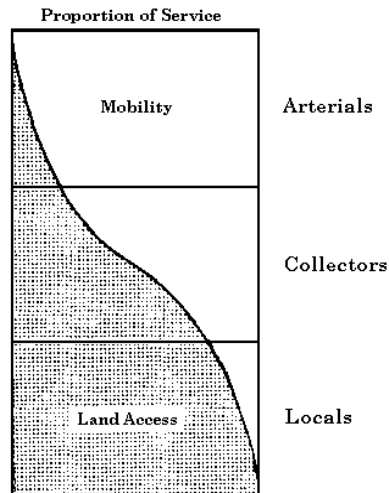 Proportion of Service
Mobility
Arterials
Collectors
Land Access
Locals